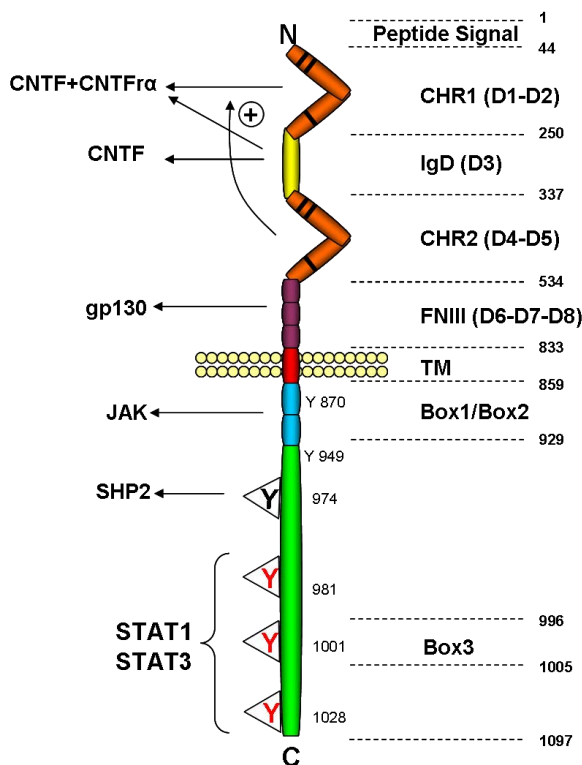 N
1
Peptide Signal
44
CNTF+CNTFrα
+
CHR1 (D1-D2)
250
CNTF
IgD (D3)
337
CHR2 (D4-D5)
534
gp130
FNIII (D6-D7-D8)
833
TM
859
JAK
Y 870
Box1/Box2
929
Y 949
SHP2
Y
974
Y
981
STAT1
STAT3
996
Y
1001
Box3
1005
Y
1028
1097
C